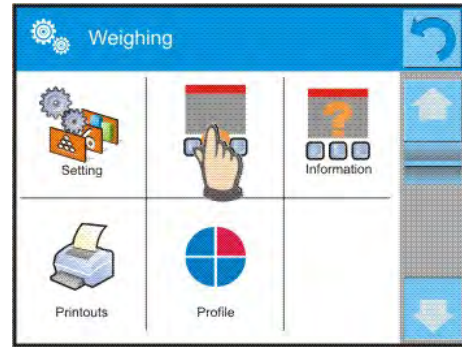 Weighing
Setting
Information
Printouts
Profile